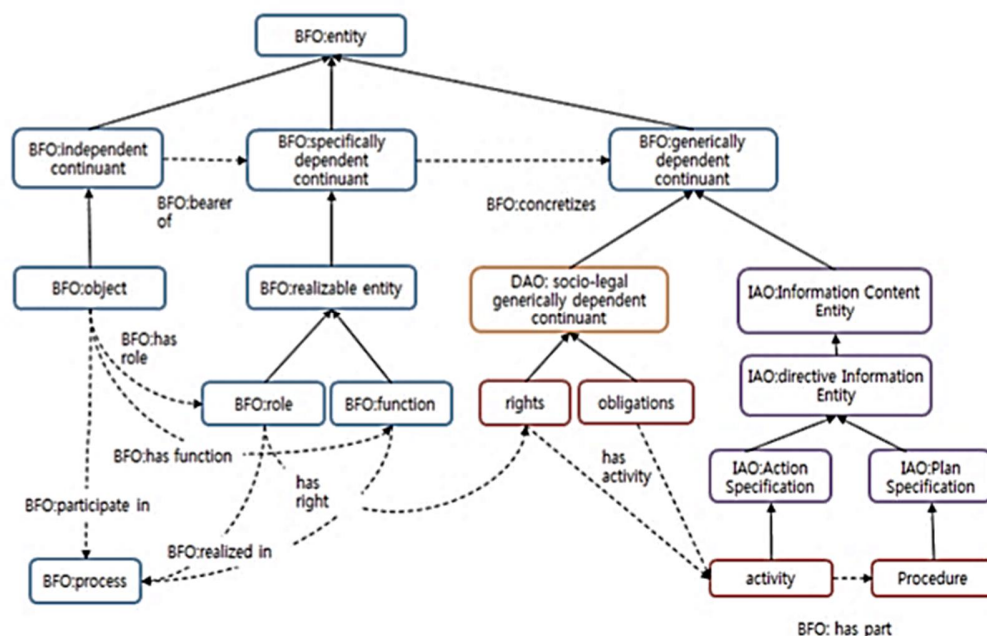 BFO:entity
BFO:independent
continuant
BFO:specifically
dependent
continuant
BFO:generically
dependent
continuant
BFO:bearer
of
BFO:concretizes
BFO:object
BFO:realizable entity
DAO: socio-legal
generically dependent
continuant
IAO:Information Content
Entity
BFO:has
role
IAO:directive Information
Entity
BFO:role
BFO:function
rights
obligations
BFO:has function
has
right
has
activity
IAO:Action
Specification
IAO:Plan
Specification
BFO:participate in
BFO:realized in
BFO:process
activity
Procedure
BFO: has part